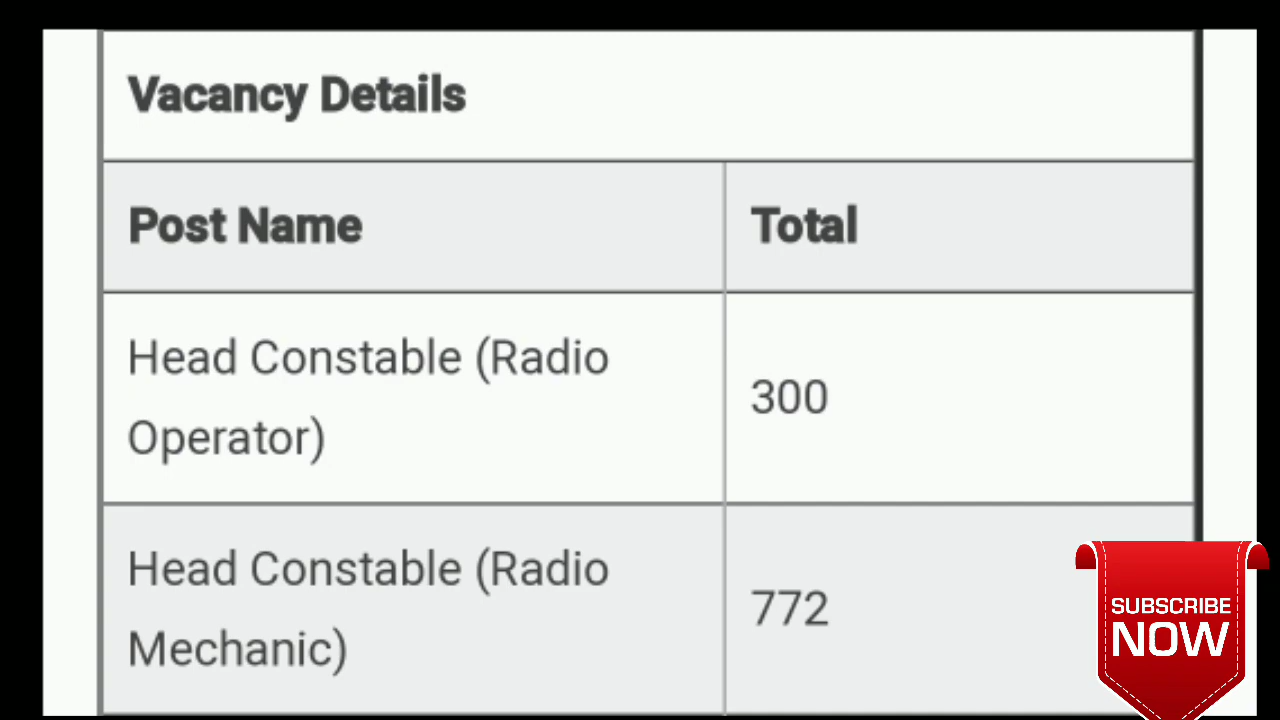 Vacancy Details
Post Name Total
Head Constable (Radio
Operator)
300
Head Constable (Radio
Mechanic)
772
SUBSCRIBE
NOW